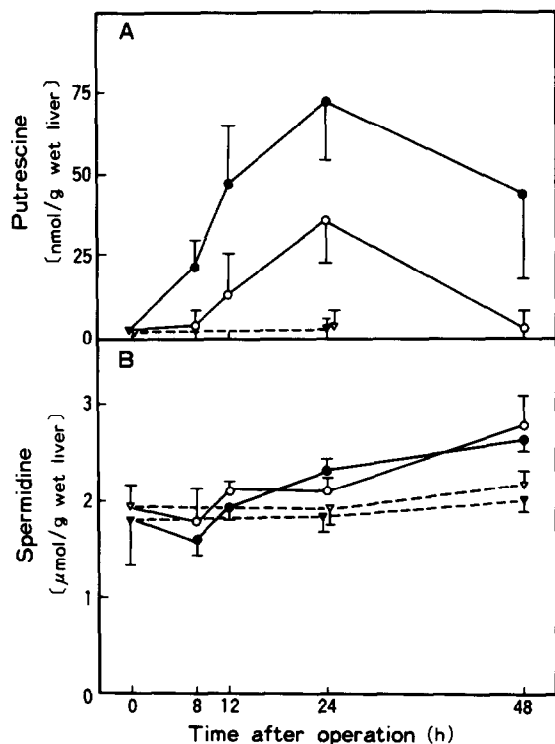 A
Putrescine
(nmol/g wet liver)
75
50
25
0
B
Spermidine
(μmol/g wet liver)
3
2
1
0
0 8 12 24 48
Time after operation (h)